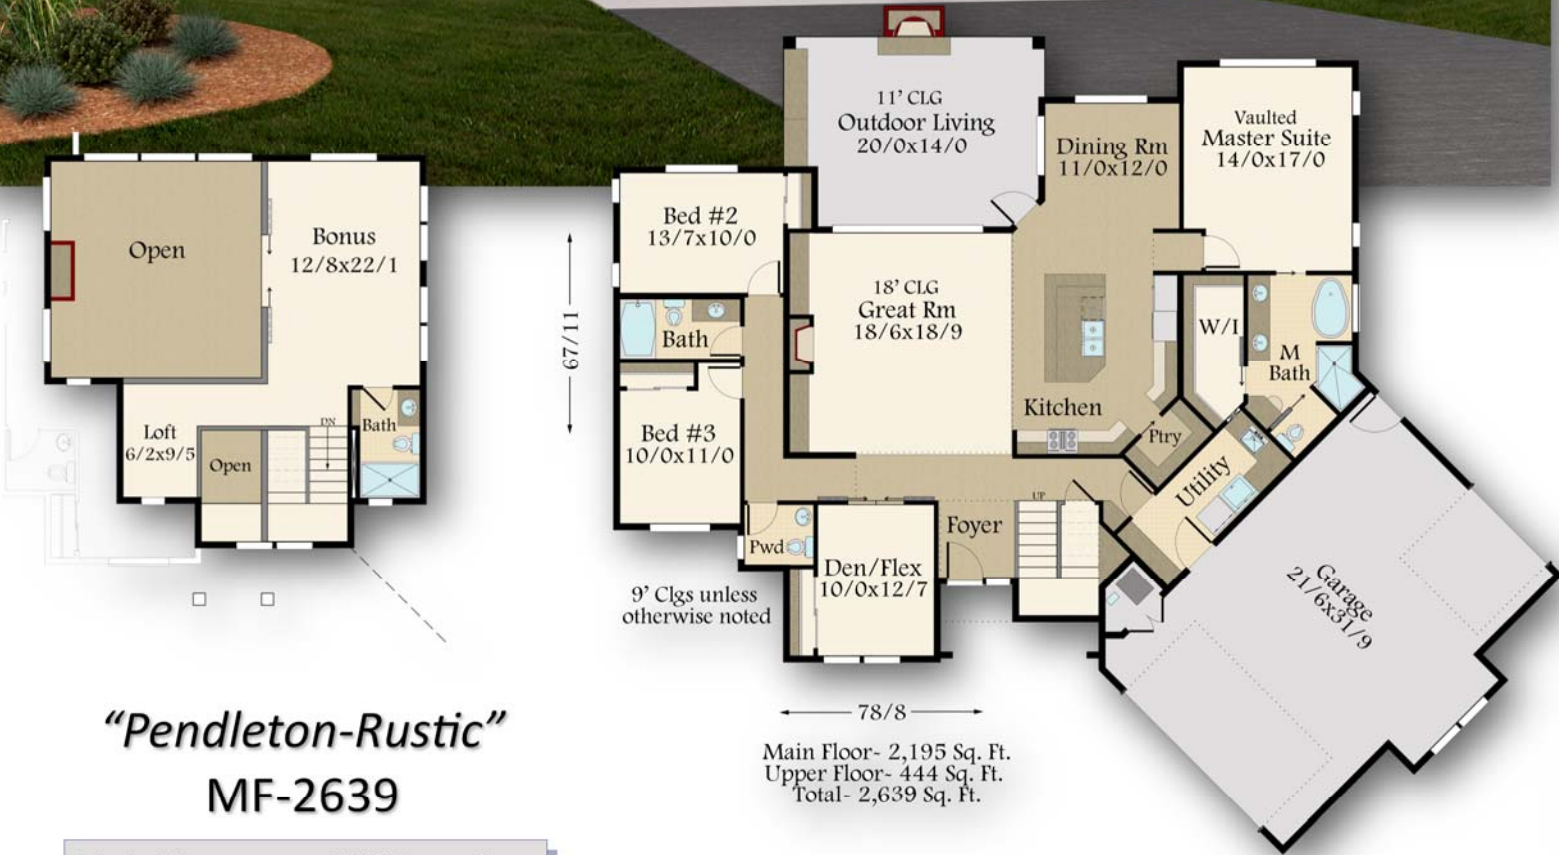 11' CLG
Outdoor Living
20/0x14/0
Dining Rm
11/0x12/0
Vaulted
Master Suite
14/0x17/0
Open
Bonus
12/8x22/1
Bed #2
13/7x10/0
18' CLG
Great Rm
18/6x18/9
67/11
Bath
W/I
M
Bath
Kitchen
Ptry
Loft
6/2x9/5
Open
DN
Bath
Bed #3
10/0x11/0
Utility
UP
Foyer
Pwd
Den/Flex
10/0x12/7
Garage
21/6x31/9
9' Clgs unless
otherwise noted
78/8
Main Floor- 2,195 Sq. Ft.
Upper Floor- 444 Sq. Ft.
Total- 2,639 Sq. Ft.
“Pendleton-Rustic”
MF-2639